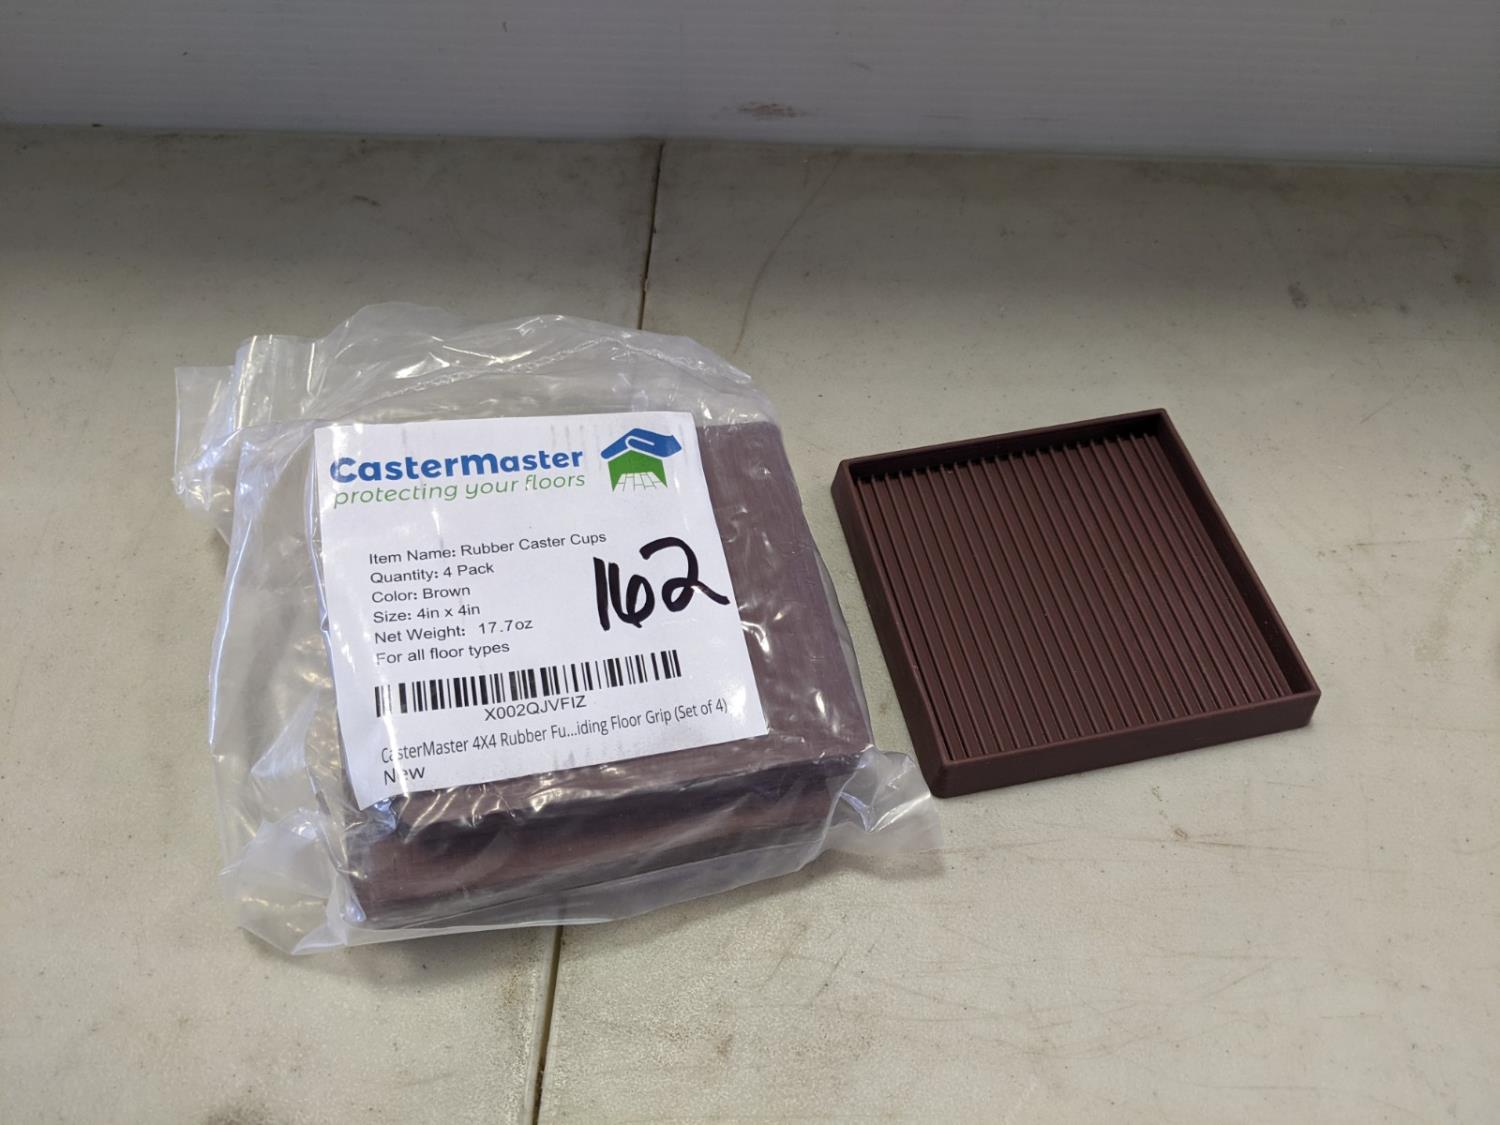 CasterMaster
protecting your floors
Item Name: Rubber Caster Cups
Quantity: 4 Pack
Color: Brown
Size: 4in x 4in
Net Weight: 17.7oz
For all floor types
162
X002QJVFIZ
CasterMaster 4X4 Rubber Fu...iding Floor Grip (Set of 4)
New